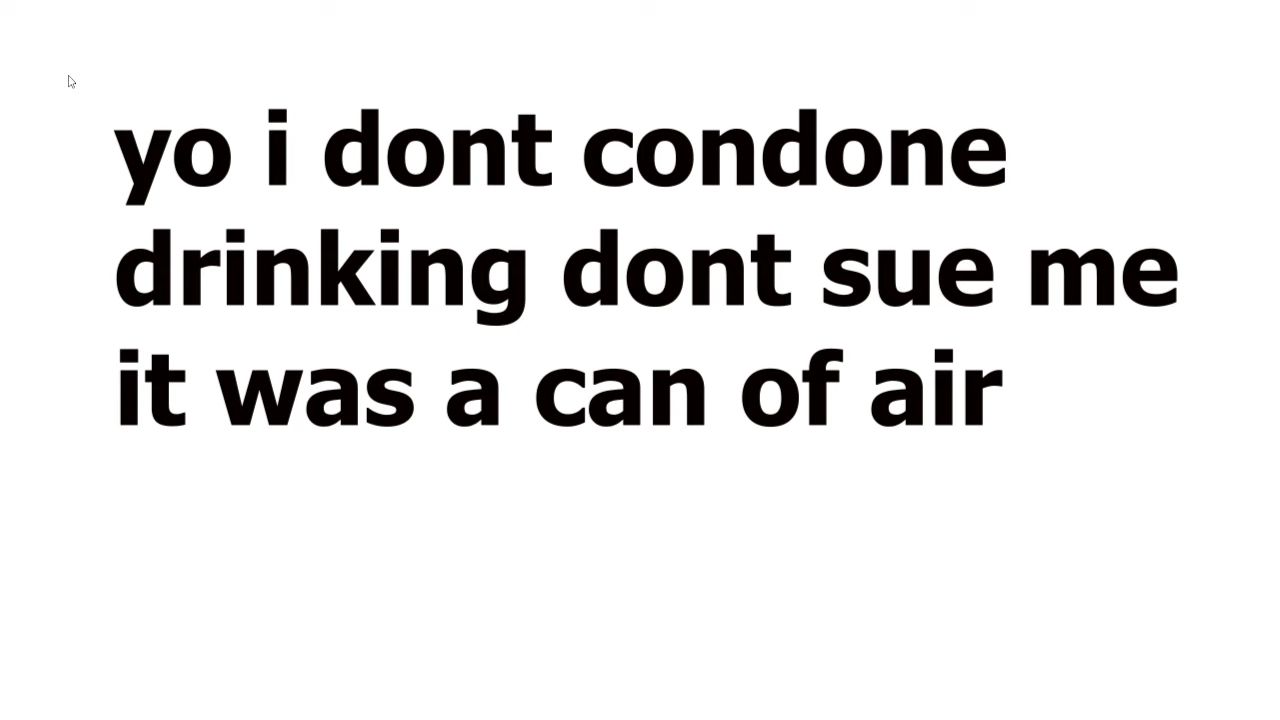 yo i dont condone
drinking dont sue me
it was a can of air